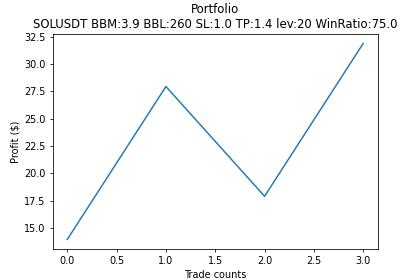 Portfolio
SOLUSDT BBM:3.9 BBL:260 SL:1.0 TP:1.4 lev:20 WinRatio:75.0
32.5
30.0
27.5
25.0
22.5
20.0
17.5
15.0
Profit ($)
0.0 0.5 1.0 1.5 2.0 2.5 3.0
Trade counts